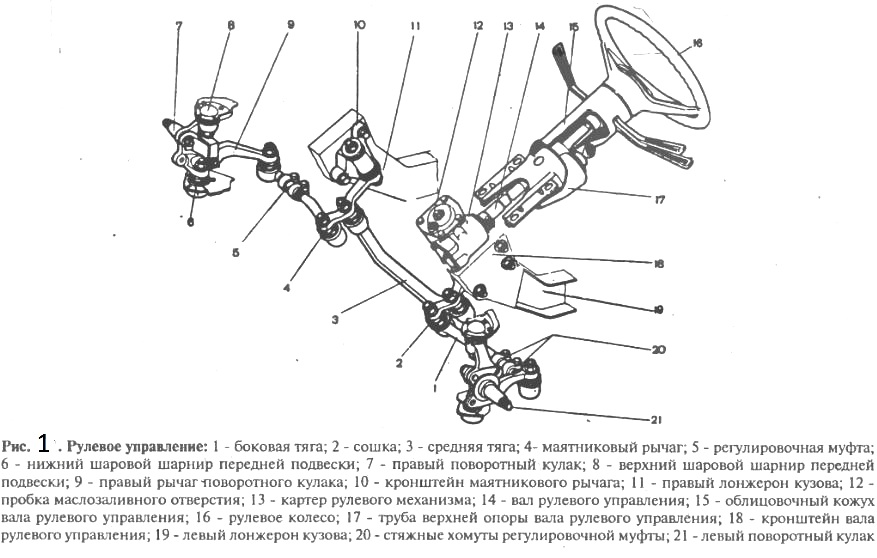 7 8 9 10 11 12 13 14 15 16
6 5 4 3 2 1 17 18 19 20 21
Рис. 1 . Рулевое управление: 1 - боковая тяга; 2 - сошка; 3 - средняя тяга; 4- маятниковый рычаг; 5 - регулировочная муфта;
6 - нижний шаровой шарнир передней подвески; 7 - правый поворотный кулак; 8 - верхний шаровой шарнир передней
подвески; 9 - правый рычаг поворотного кулака; 10 - кронштейн маятникового рычага; 11 - правый лонжерон кузова; 12 -
пробка маслозаливного отверстия; 13 - картер рулевого механизма; 14 - вал рулевого управления; 15 - облицовочный кожух
вала рулевого управления; 16 - рулевое колесо; 17 - труба верхней опоры вала рулевого управления; 18 - кронштейн вала
рулевого управления; 19 - левый лонжерон кузова; 20 - стяжные хомуты регулировочной муфты; 21 - левый поворотный кулак